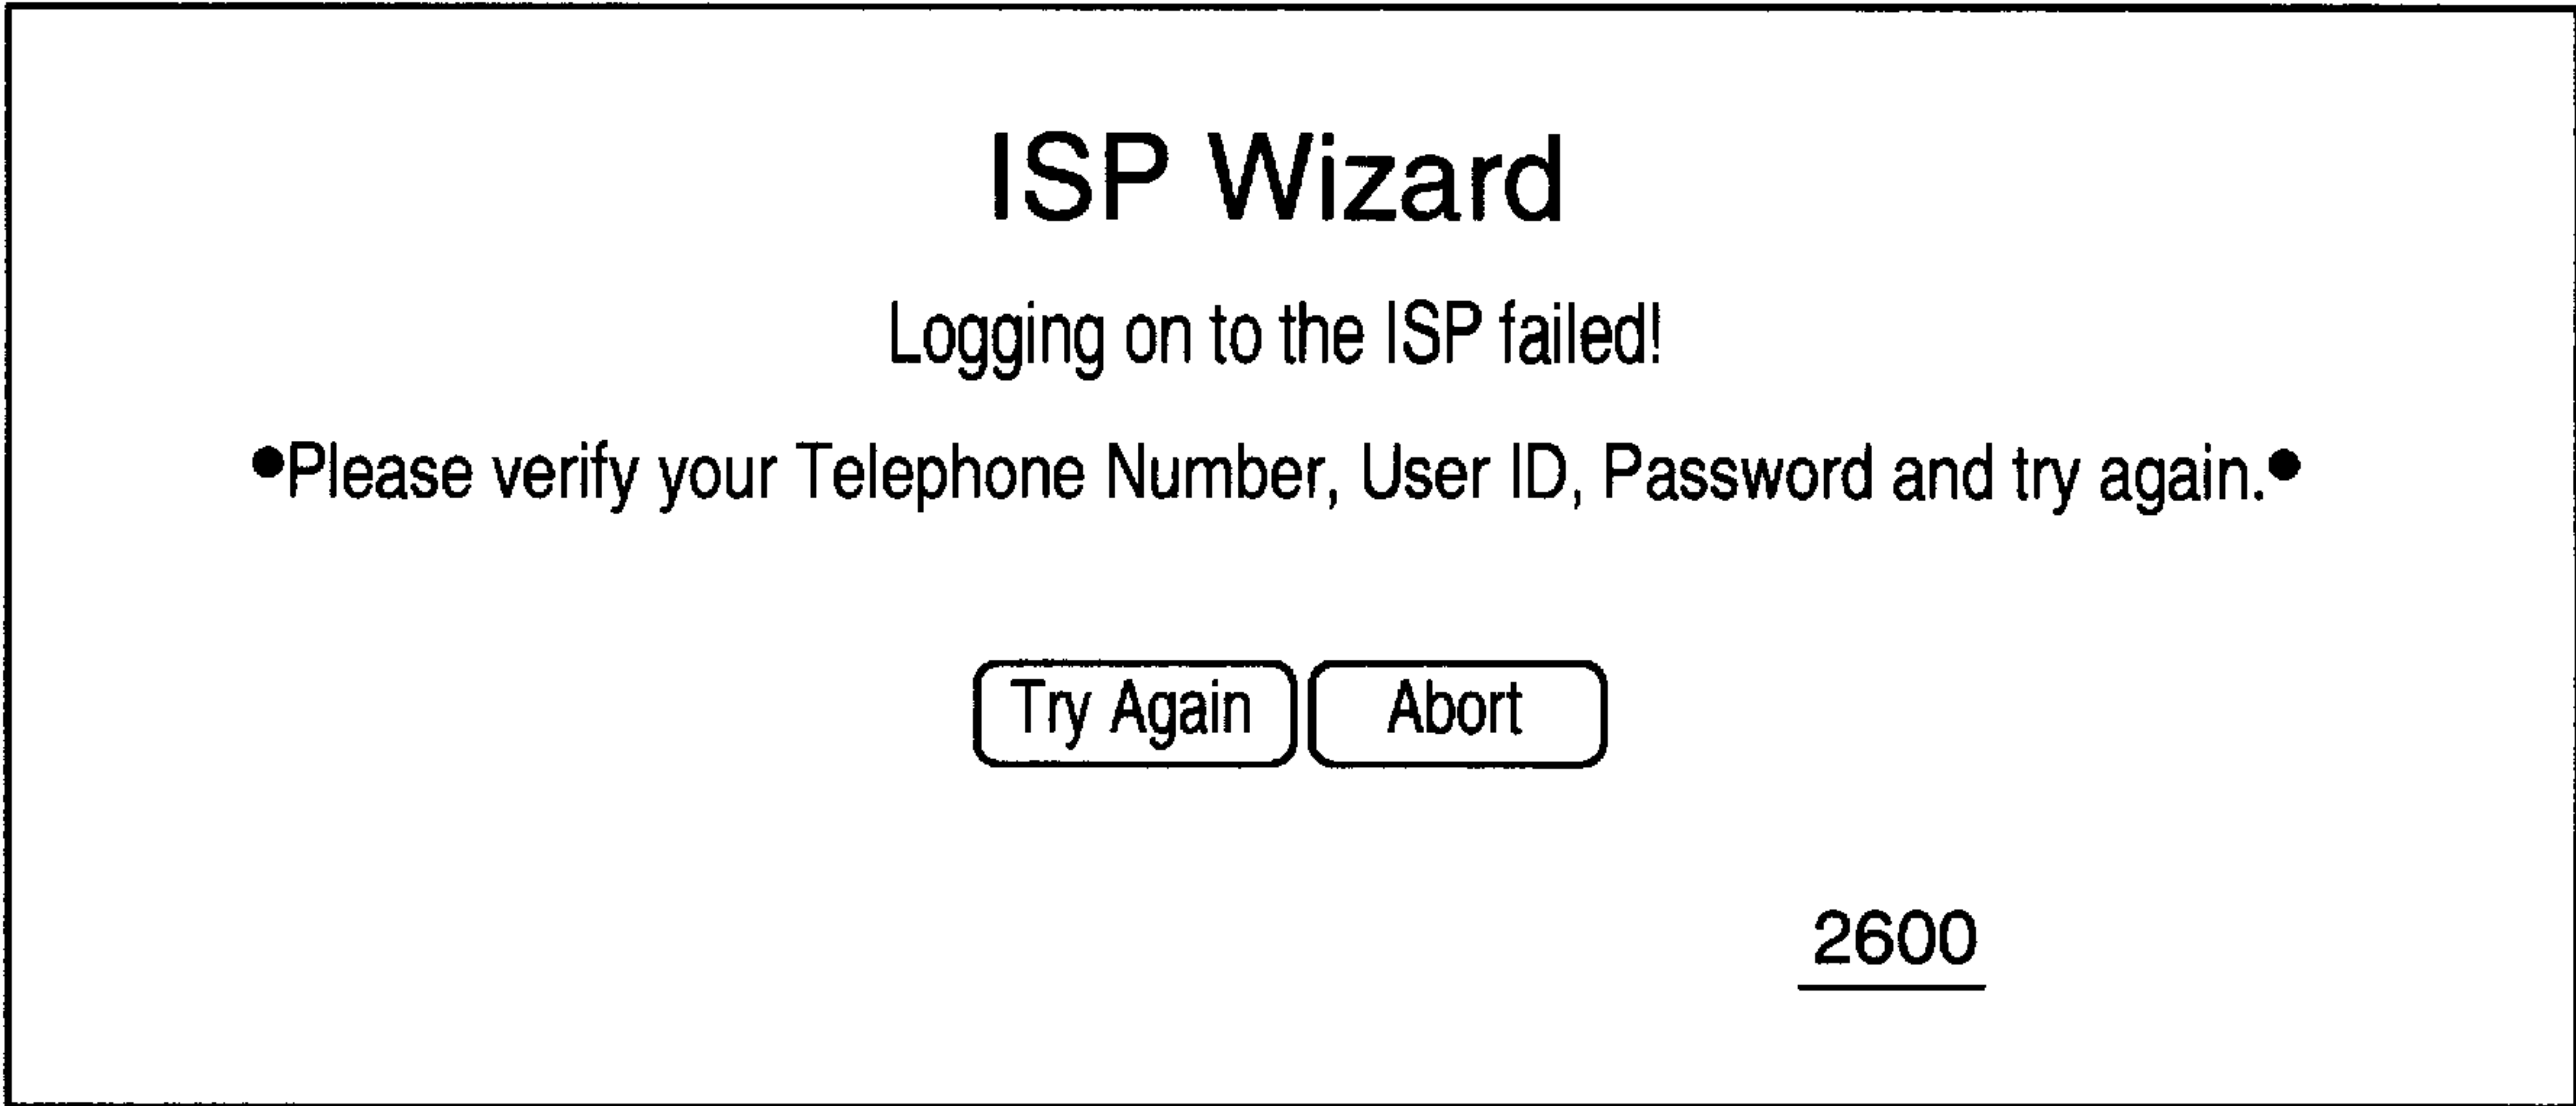 ISP Wizard
Logging on to the ISP failed!
●Please verify your Telephone Number, User ID, Password and try again.●
Try Again Abort
2600